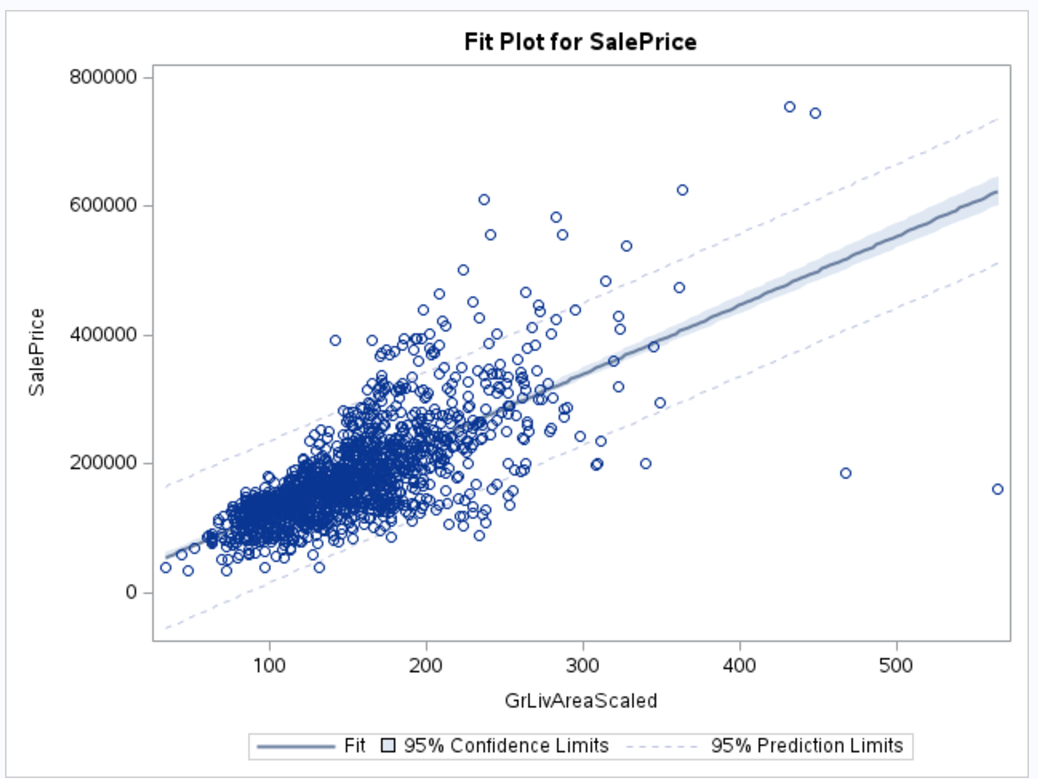 Fit Plot for SalePrice
800000
600000
400000
200000
0
SalePrice
100 200 300 400 500
GrLivAreaScaled
Fit 95% Confidence Limits 95% Prediction Limits